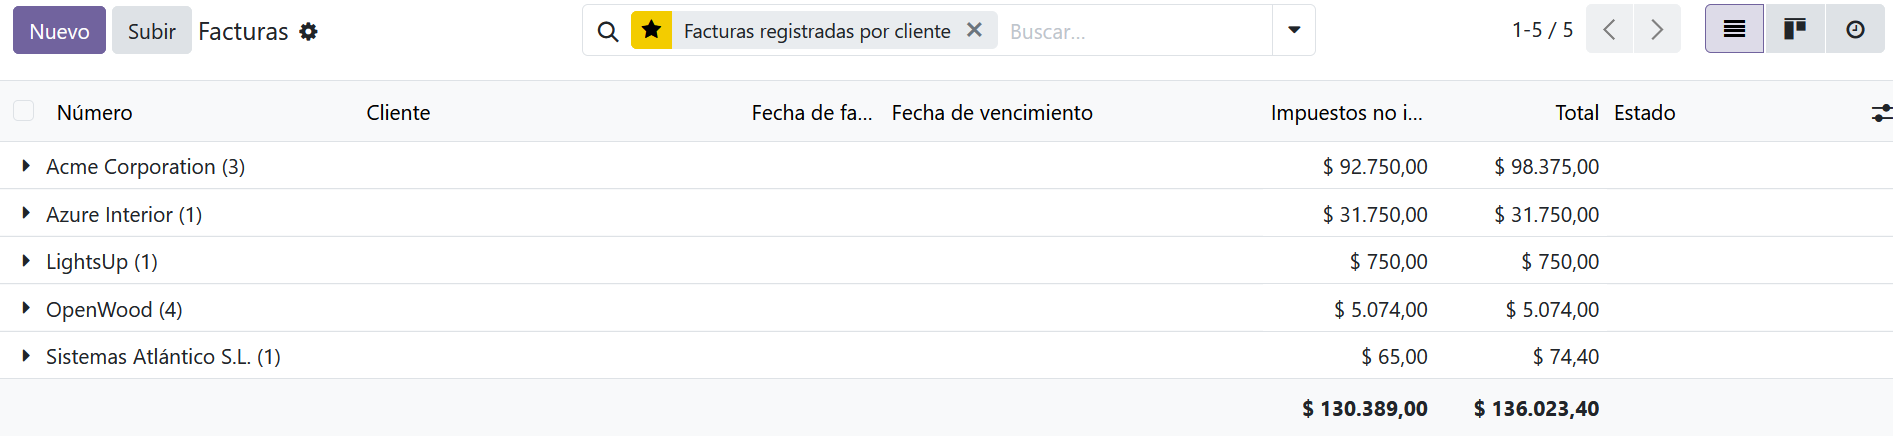 Nuevo Subir Facturas Facturas registradas por cliente Buscar... 1-5 / 5
Número Cliente Fecha de fa... Fecha de vencimiento Impuestos no i... Total Estado
Acme Corporation (3) $ 92.750,00 $ 98.375,00
Azure Interior (1) $ 31.750,00 $ 31.750,00
LightsUp (1) $ 750,00 $ 750,00
OpenWood (4) $ 5.074,00 $ 5.074,00
Sistemas Atlántico S.L. (1) $ 65,00 $ 74,40
$ 130.389,00 $ 136.023,40